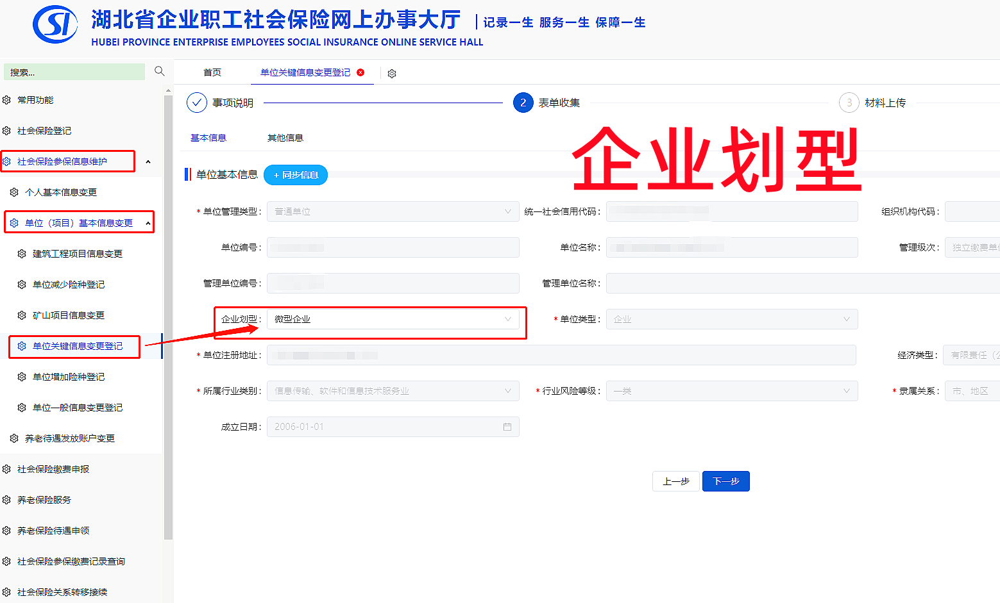 湖北省企业职工社会保险网上办事大厅 记录一生 服务一生 保障一生
HUBEI PROVINCE ENTERPRISE EMPLOYEES SOCIAL INSURANCE ONLINE SERVICE HALL
搜索...
常用功能
社会保险登记
社会保险参保信息维护
个人基本信息变更
单位（项目）基本信息变更
建筑工程项目信息变更
单位减少险种登记
矿山项目信息变更
单位关键信息变更登记
单位增加险种登记
单位一般信息变更登记
养老待遇发放账户变更
社会保险缴费申报
养老保险服务
养老保险待遇申领
社会保险参保缴费记录查询
社会保险关系转移接续
首页 单位关键信息变更登记
事项说明 2 表单收集 3 材料上传
基本信息 其他信息
企业划型
单位基本信息 + 同步信息
* 单位管理类型： 普通单位 统一社会信用代码： 组织机构代码：
单位编号： 单位名称： 管理级次： 独立缴费单
管理单位编号： 管理单位名称：
企业划型： 微型企业 * 单位类型： 企业
* 单位注册地址： 经济类型： 有限责任（
* 所属行业类别： 信息传输、软件和信息技术服务业 * 行业风险等级： 一类 * 隶属关系： 市、地区
成立日期： 2006-01-01
上一步 下一步